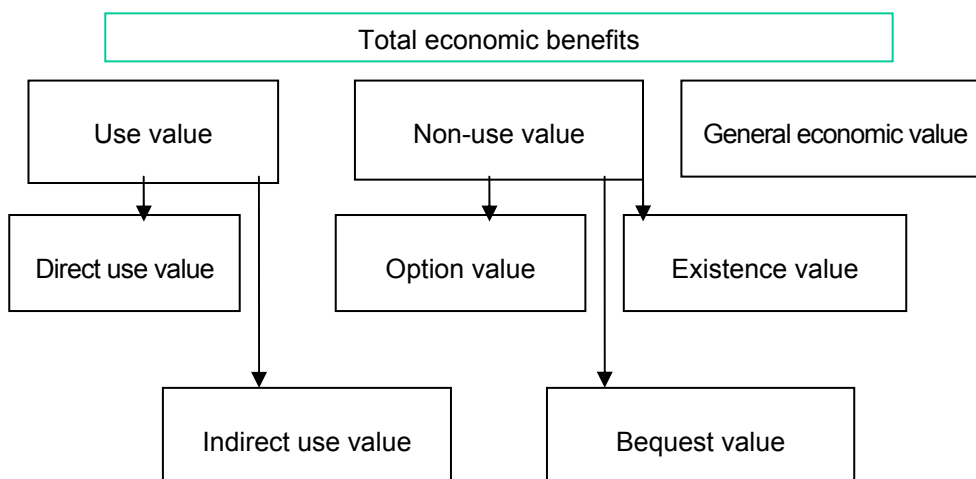 Total economic benefits
Use value
Non-use value
General economic value
Direct use value
Option value
Existence value
Indirect use value
Bequest value